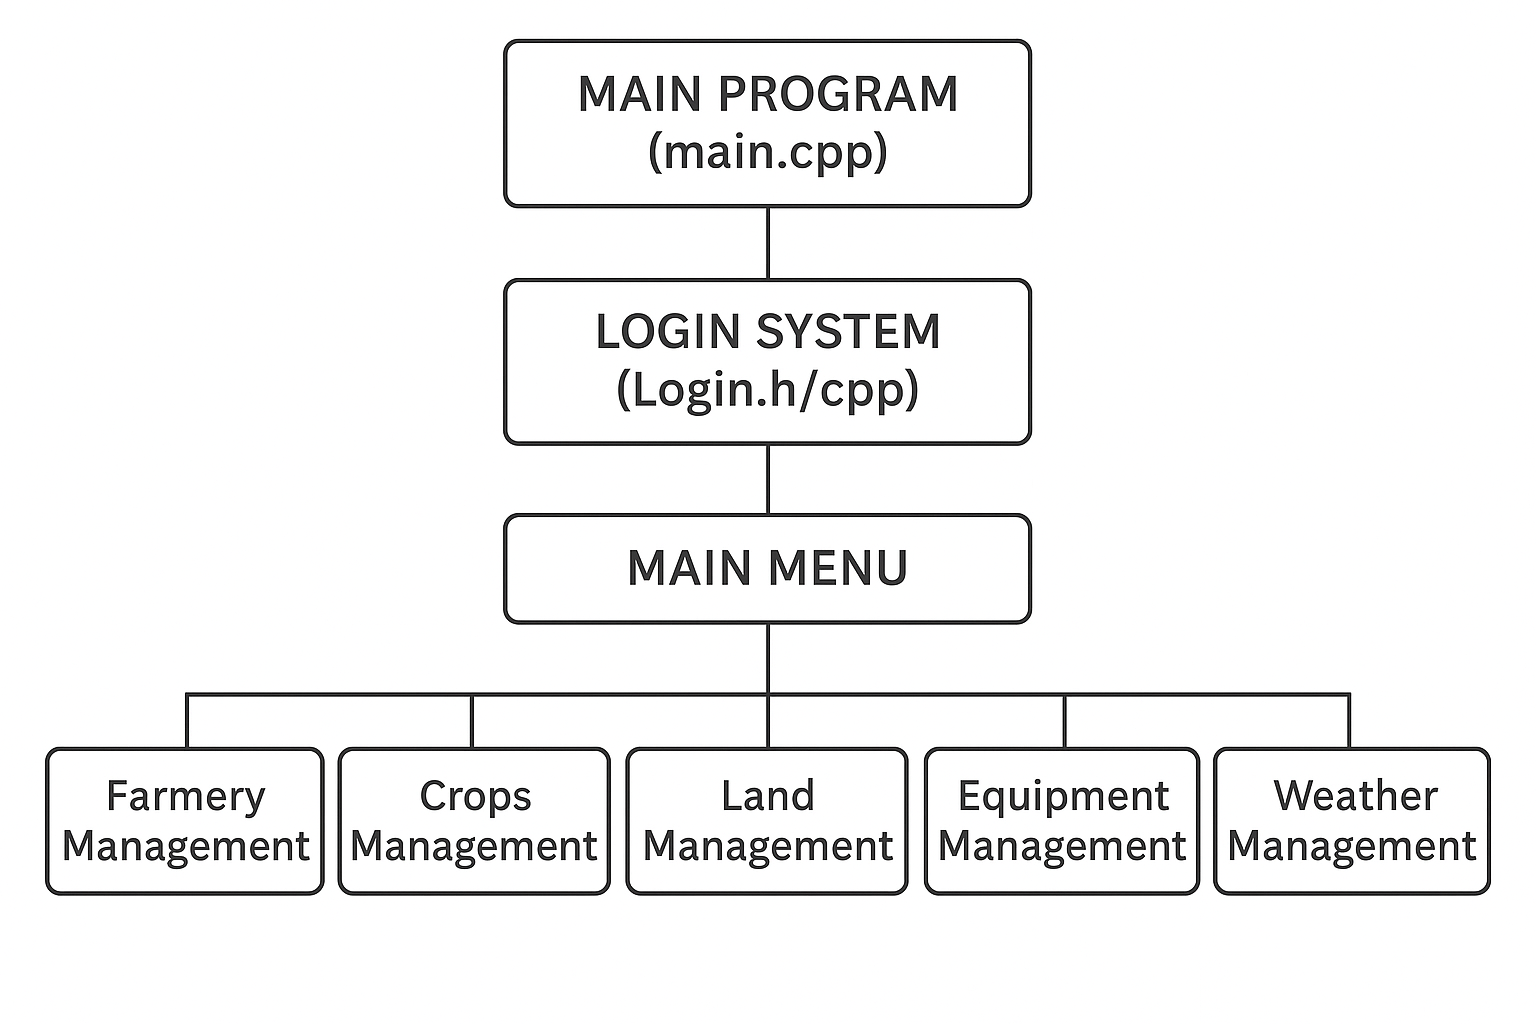 MAIN PROGRAM
(main.cpp)
LOGIN SYSTEM
(Login.h/cpp)
MAIN MENU
Farmery
Management
Crops
Management
Land
Management
Equipment
Management
Weather
Management